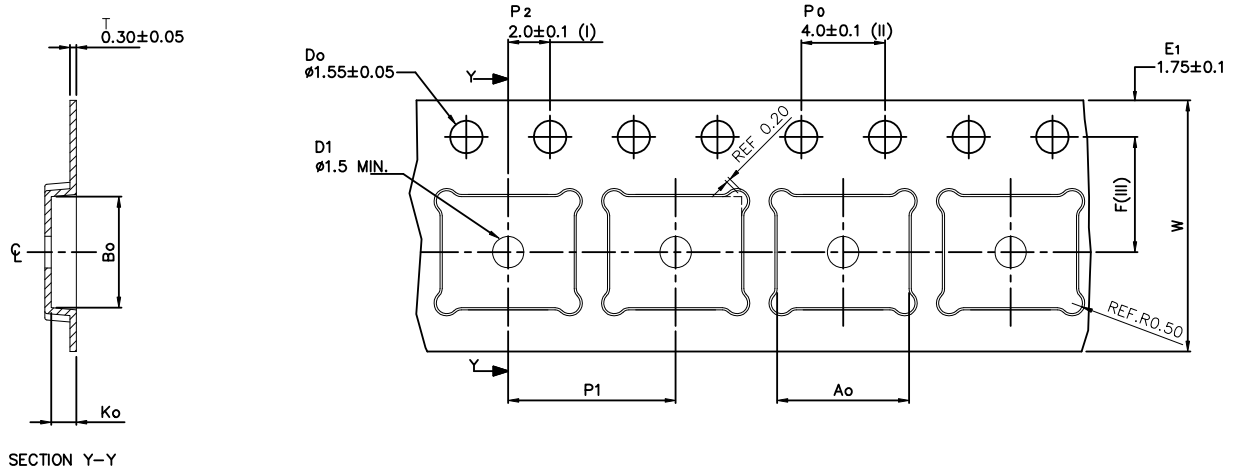 T
0.30±0.05
P2
2.0±0.1 (I)
Po
4.0±0.1 (II)
E1
1.75±0.1
Do
ø1.55±0.05
Y
D1
ø1.5 MIN.
REF 0.20
F(III)
W
Bo
REF.R0.50
Y
P1
Ao
Ko
SECTION Y-Y